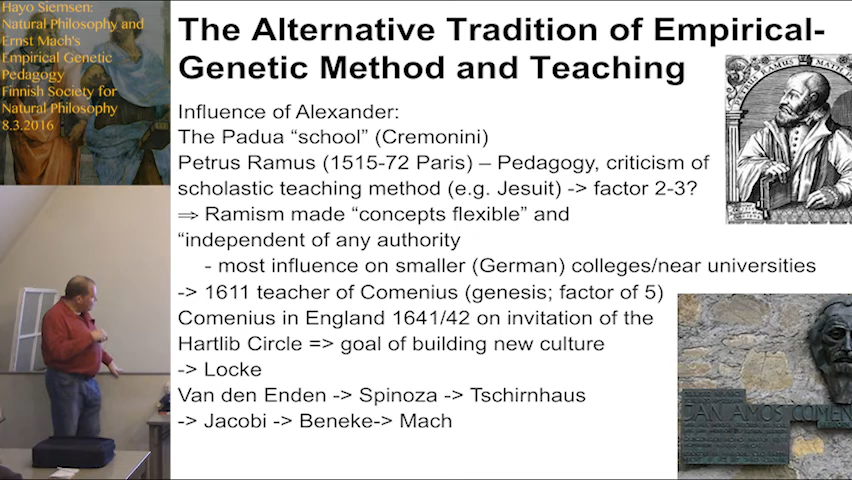 Hayo Siemsen:
Natural Philosophy and
Ernst Mach's
Empirical Genetic
Pedagogy
Finnish Society for
Natural Philosophy
8.3.2016
The Alternative Tradition of Empirical-
Genetic Method and Teaching
Influence of Alexander:
The Padua “school” (Cremonini)
Petrus Ramus (1515-72 Paris) – Pedagogy, criticism of
scholastic teaching method (e.g. Jesuit) -> factor 2-3?
⇒ Ramism made “concepts flexible” and
“independent of any authority
- most influence on smaller (German) colleges/near universities
-> 1611 teacher of Comenius (genesis; factor of 5)
Comenius in England 1641/42 on invitation of the
Hartlib Circle => goal of building new culture
-> Locke
Van den Enden -> Spinoza -> Tschirnhaus
-> Jacobi -> Beneke-> Mach
PETRUS RAMUS
JAN AMOS COMEN